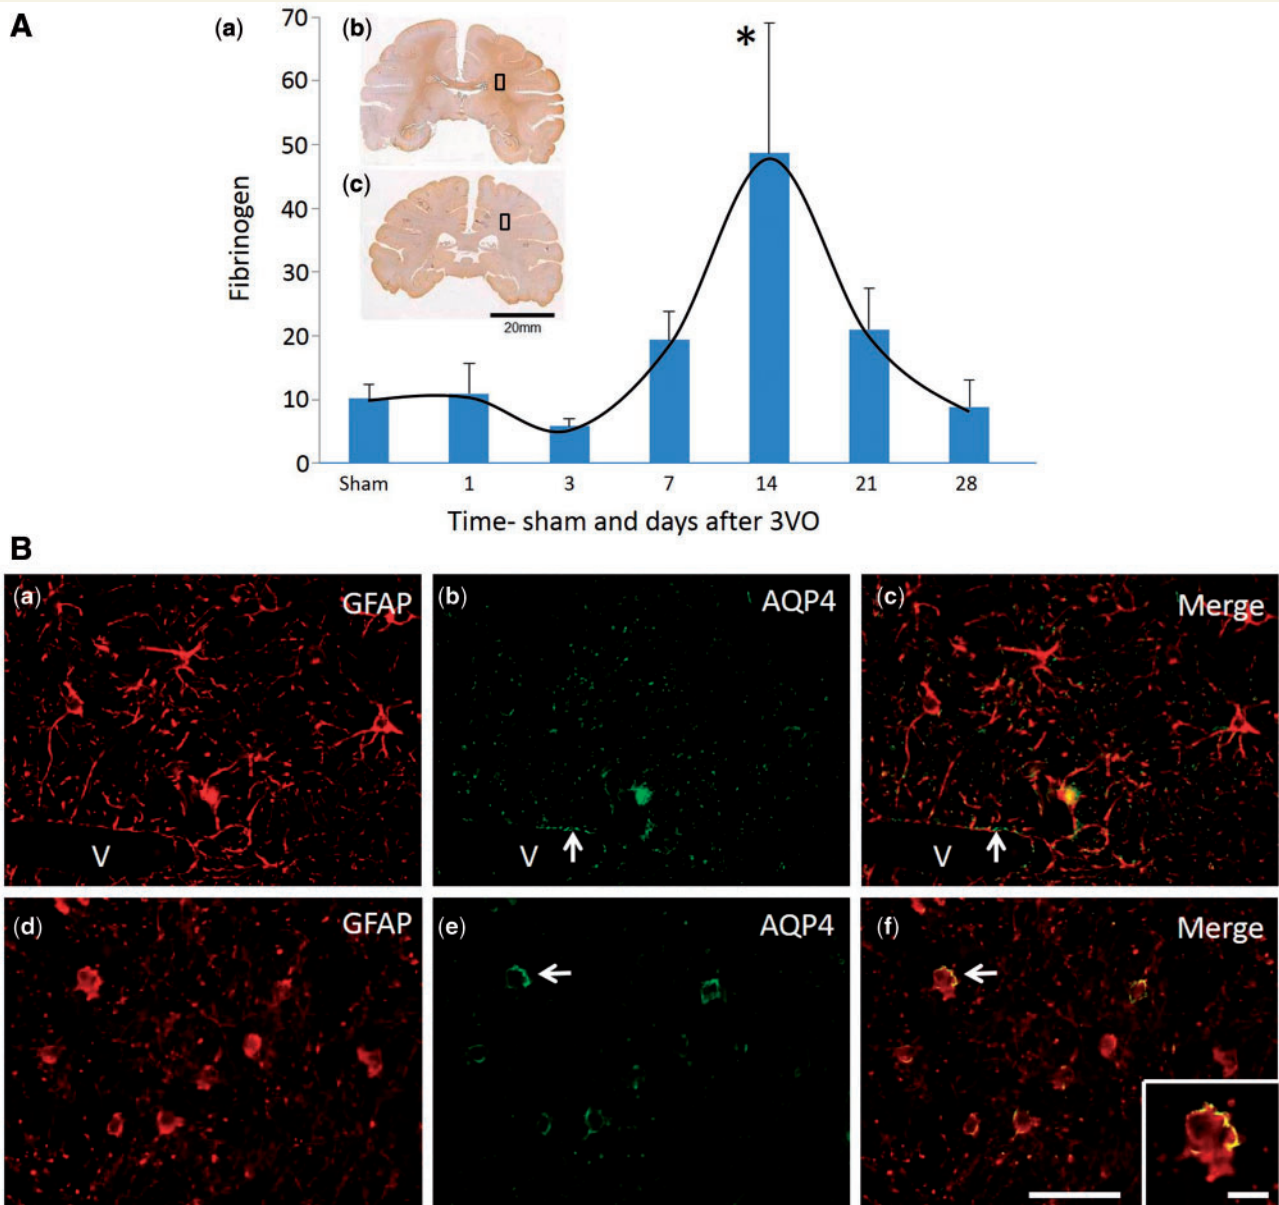 A
(a)
(b)
(c)
20mm
70
60
50
40
30
20
10
0
Fibrinogen
*
Sham 1 3 7 14 21 28
Time- sham and days after 3VO
B
(a) GFAP
V
(b) AQP4
V
(c) Merge
V
(d) GFAP
(e) AQP4
(f) Merge